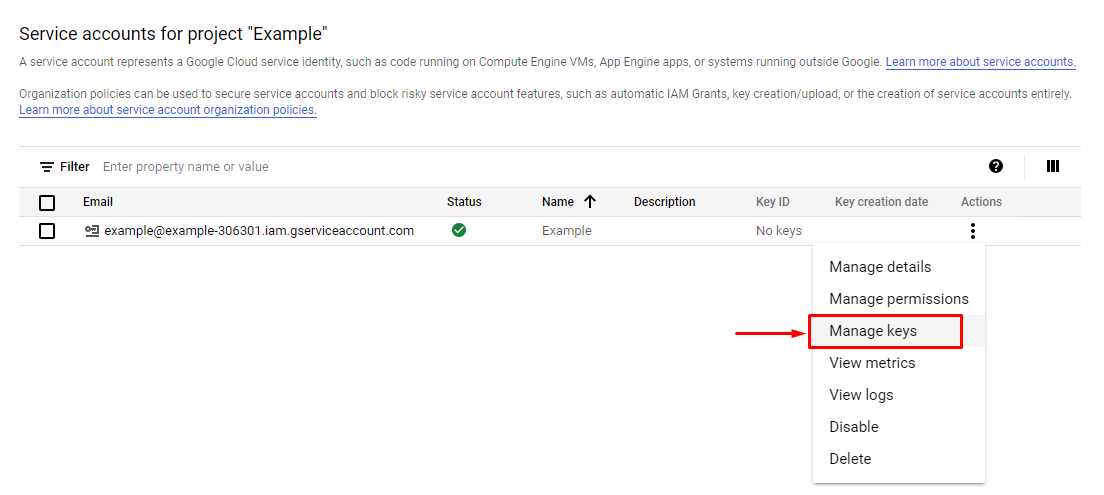 Service accounts for project "Example"
A service account represents a Google Cloud service identity, such as code running on Compute Engine VMs, App Engine apps, or systems running outside Google. Learn more about service accounts.
Organization policies can be used to secure service accounts and block risky service account features, such as automatic IAM Grants, key creation/upload, or the creation of service accounts entirely.
Learn more about service account organization policies.
Filter Enter property name or value
Email Status Name Description Key ID Key creation date Actions
example@example-306301.iam.gserviceaccount.com Example No keys
Manage details
Manage permissions
Manage keys
View metrics
View logs
Disable
Delete